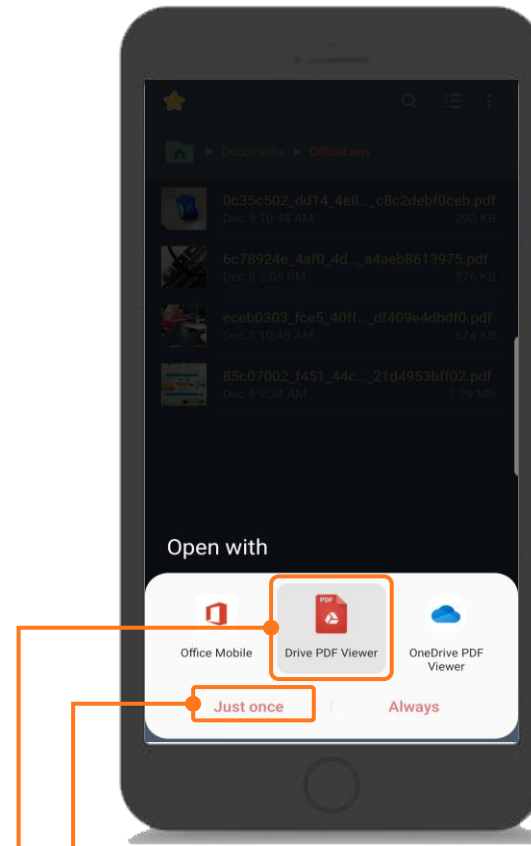 Documents ▸ OfficeLens
0c35c502_dd14_4e8..._c8c2debf0ceb.pdf
Dec 9 10:48 AM 293 KB
6c78924e_4af0_4d..._a4aeb8613975.pdf
Dec 8 3:05 PM 376 KB
eceb0303_fce5_40ff..._df409e4dbdf0.pdf
Dec 8 10:48 AM 674 KB
85c07002_f451_44c..._21d4953bff02.pdf
Dec 5 9:34 AM 1.29 MB
Open with
PDF
Office Mobile Drive PDF Viewer OneDrive PDF
Viewer
Just once Always